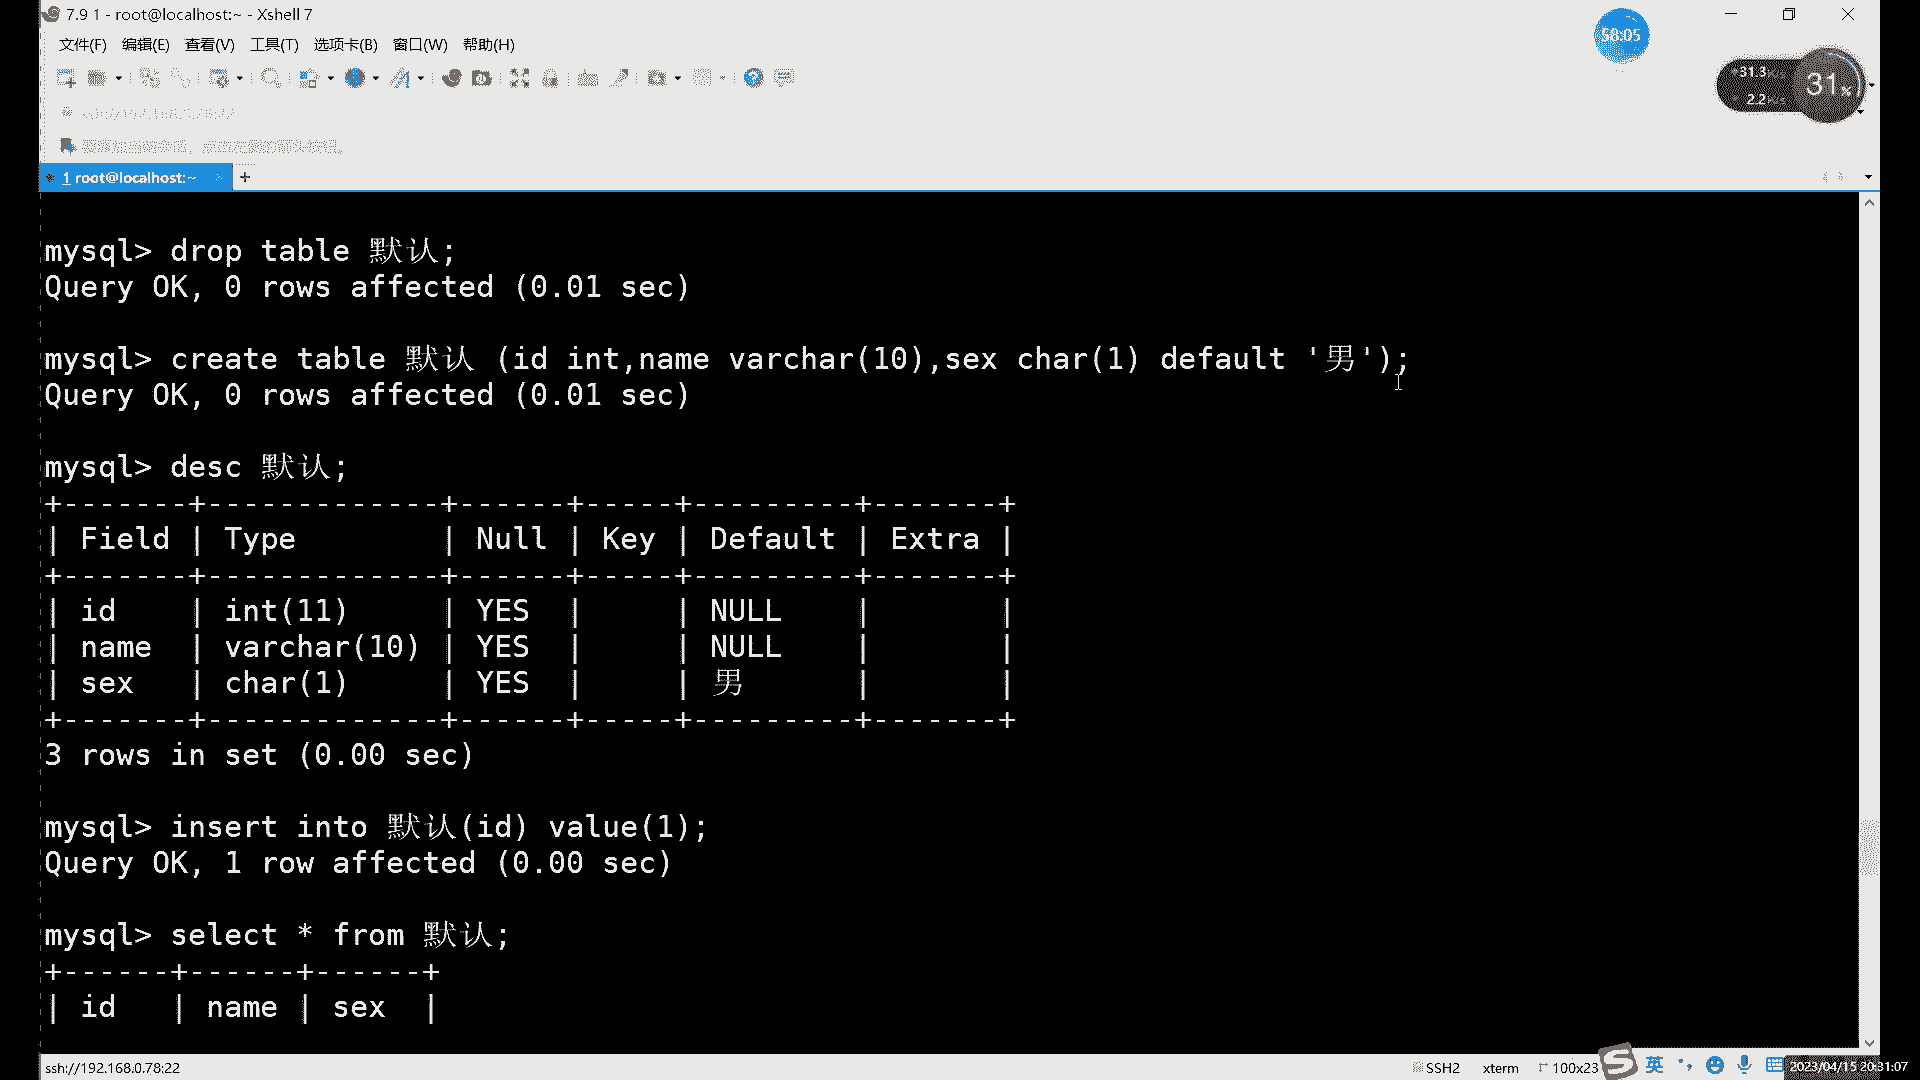 7.9 1 - root@localhost:~ - Xshell 7
58:05
文件(F) 编辑(E) 查看(V) 工具(T) 选项卡(B) 窗口(W) 帮助(H)
31.3K/s
31%
2.2K/s
1 root@localhost:~ × +
mysql> drop table 默认;
Query OK, 0 rows affected (0.01 sec)
mysql> create table 默认 (id int,name varchar(10),sex char(1) default '男');
Query OK, 0 rows affected (0.01 sec)
mysql> desc 默认;
+-------+-------------+------+-----+---------+-------+
| Field | Type        | Null | Key | Default | Extra |
+-------+-------------+------+-----+---------+-------+
| id    | int(11)     | YES  |     | NULL    |       |
| name  | varchar(10) | YES  |     | NULL    |       |
| sex   | char(1)     | YES  |     | 男      |       |
+-------+-------------+------+-----+---------+-------+
3 rows in set (0.00 sec)
mysql> insert into 默认(id) value(1);
Query OK, 1 row affected (0.00 sec)
mysql> select * from 默认;
+------+------+------+
| id   | name | sex  |
ssh://192.168.0.78:22 SSH2 xterm 100x23 英 2023/04/15 20:31:07